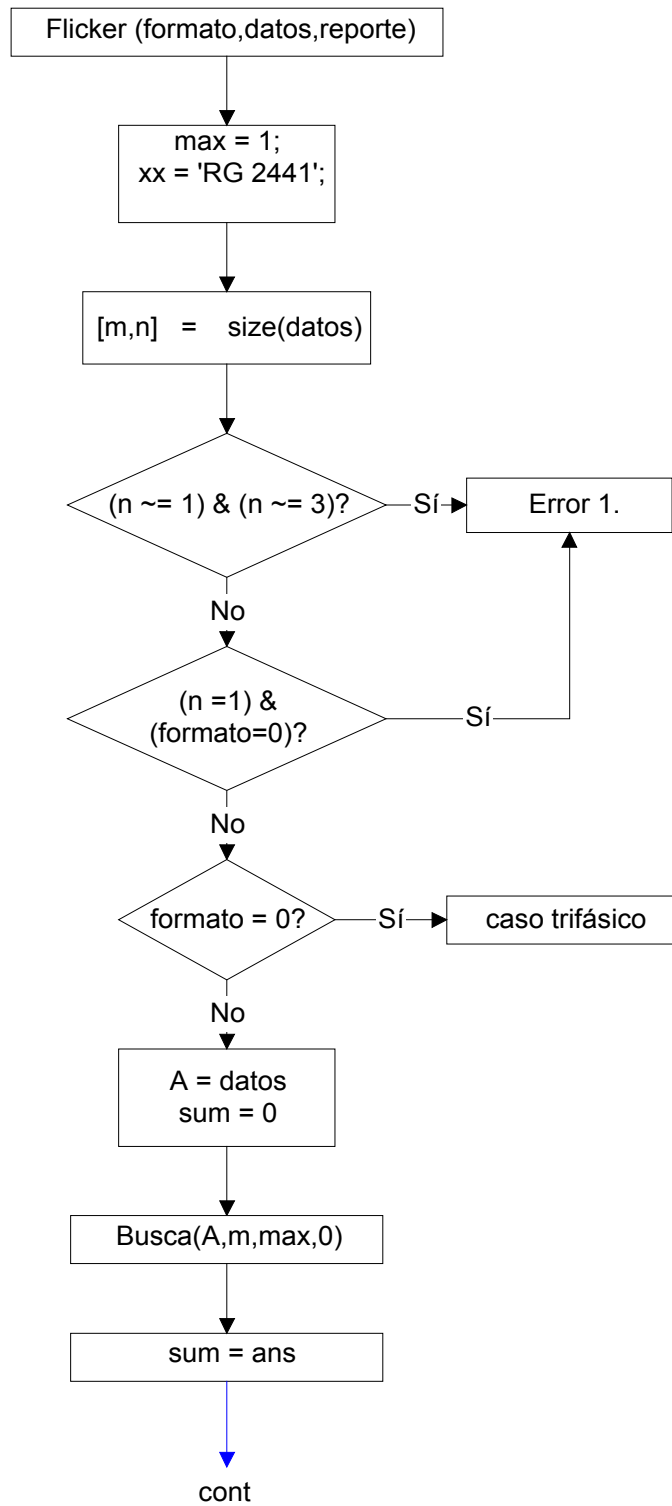 Flicker (formato,datos,reporte)
max = 1;
xx = 'RG 2441';
[m,n] = size(datos)
(n ~= 1) & (n ~= 3)?
Sí
Error 1.
No
(n =1) &
(formato=0)?
Sí
No
formato = 0?
Sí
caso trifásico
No
A = datos
sum = 0
Busca(A,m,max,0)
sum = ans
cont